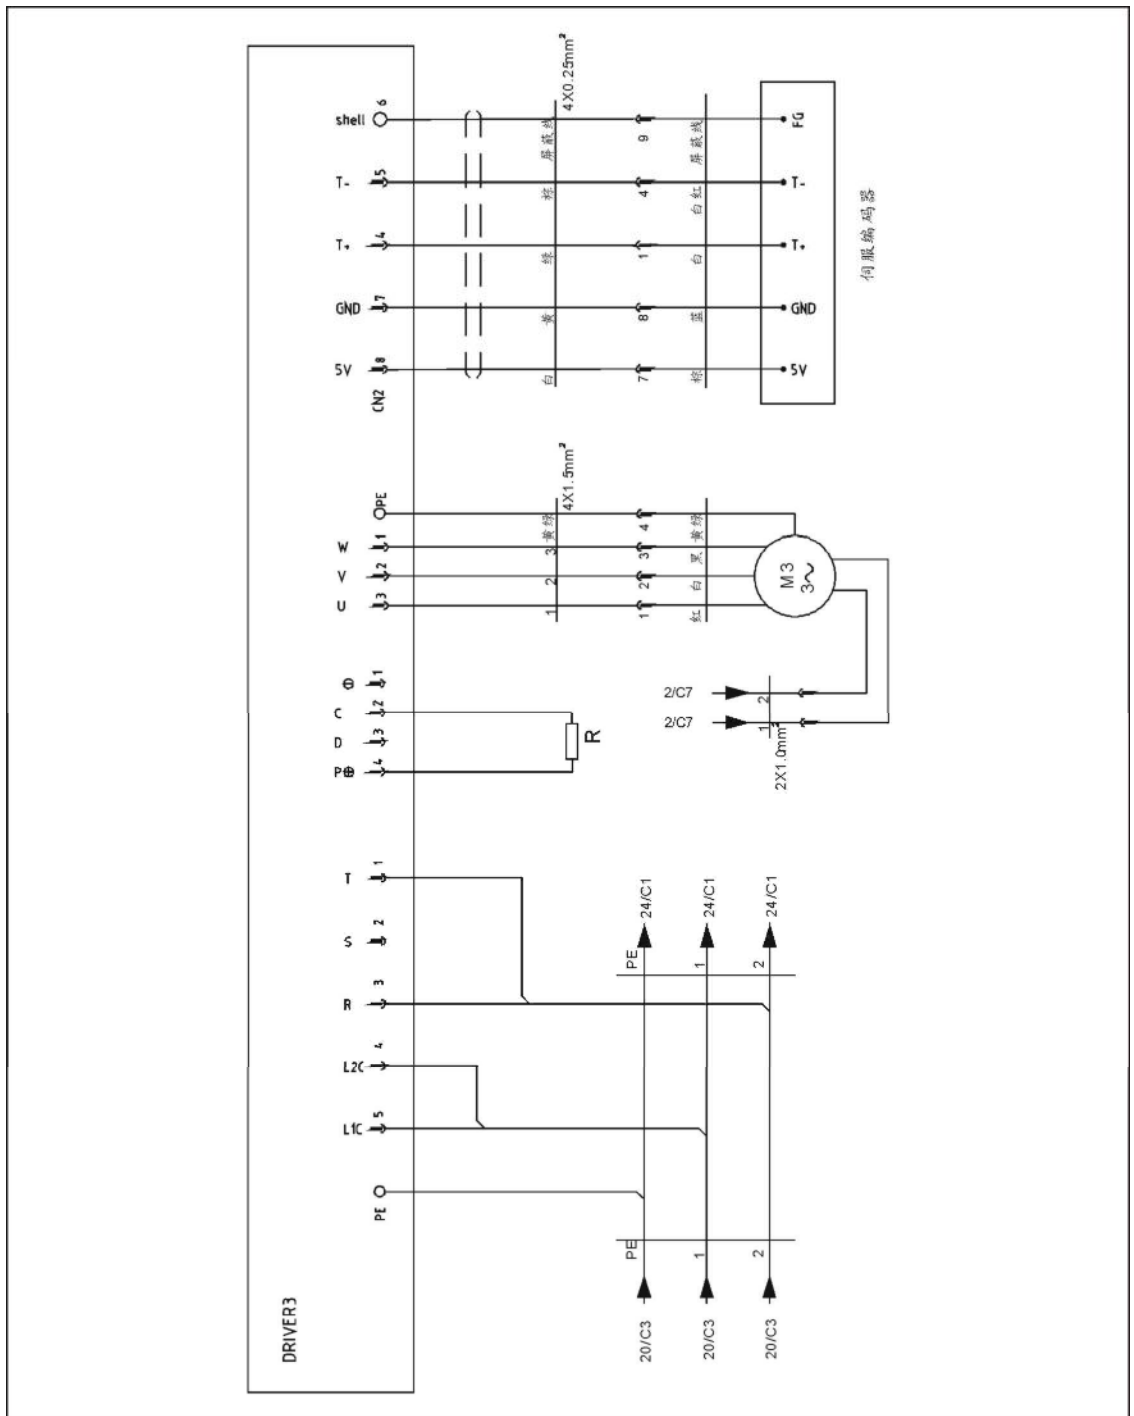 4X0.25mm²
shell 6 屏蔽线 9 屏蔽线 FG
T- 5 棕 4 白红 T-
T+ 4 绿 1 白 T+
GND 7 黄 8 蓝 GND
5V 8 白 7 棕 5V
CN2
伺服编码器
4X1.5mm²
PE 黄绿 4 黄绿
W 1 3 3 黑
V 2 2 2 白
U 3 1 1 红
M3
3~
⊖ 1
C 2
D 3
P⊕ 4
R
2/C7 2
2/C7 1
2X1.0mm²
T 1
S 2
R 3
L2C 4
L1C 5
PE
24/C1 24/C1 24/C1
PE 1 2
PE 1 2
20/C3 20/C3 20/C3
DRIVER3